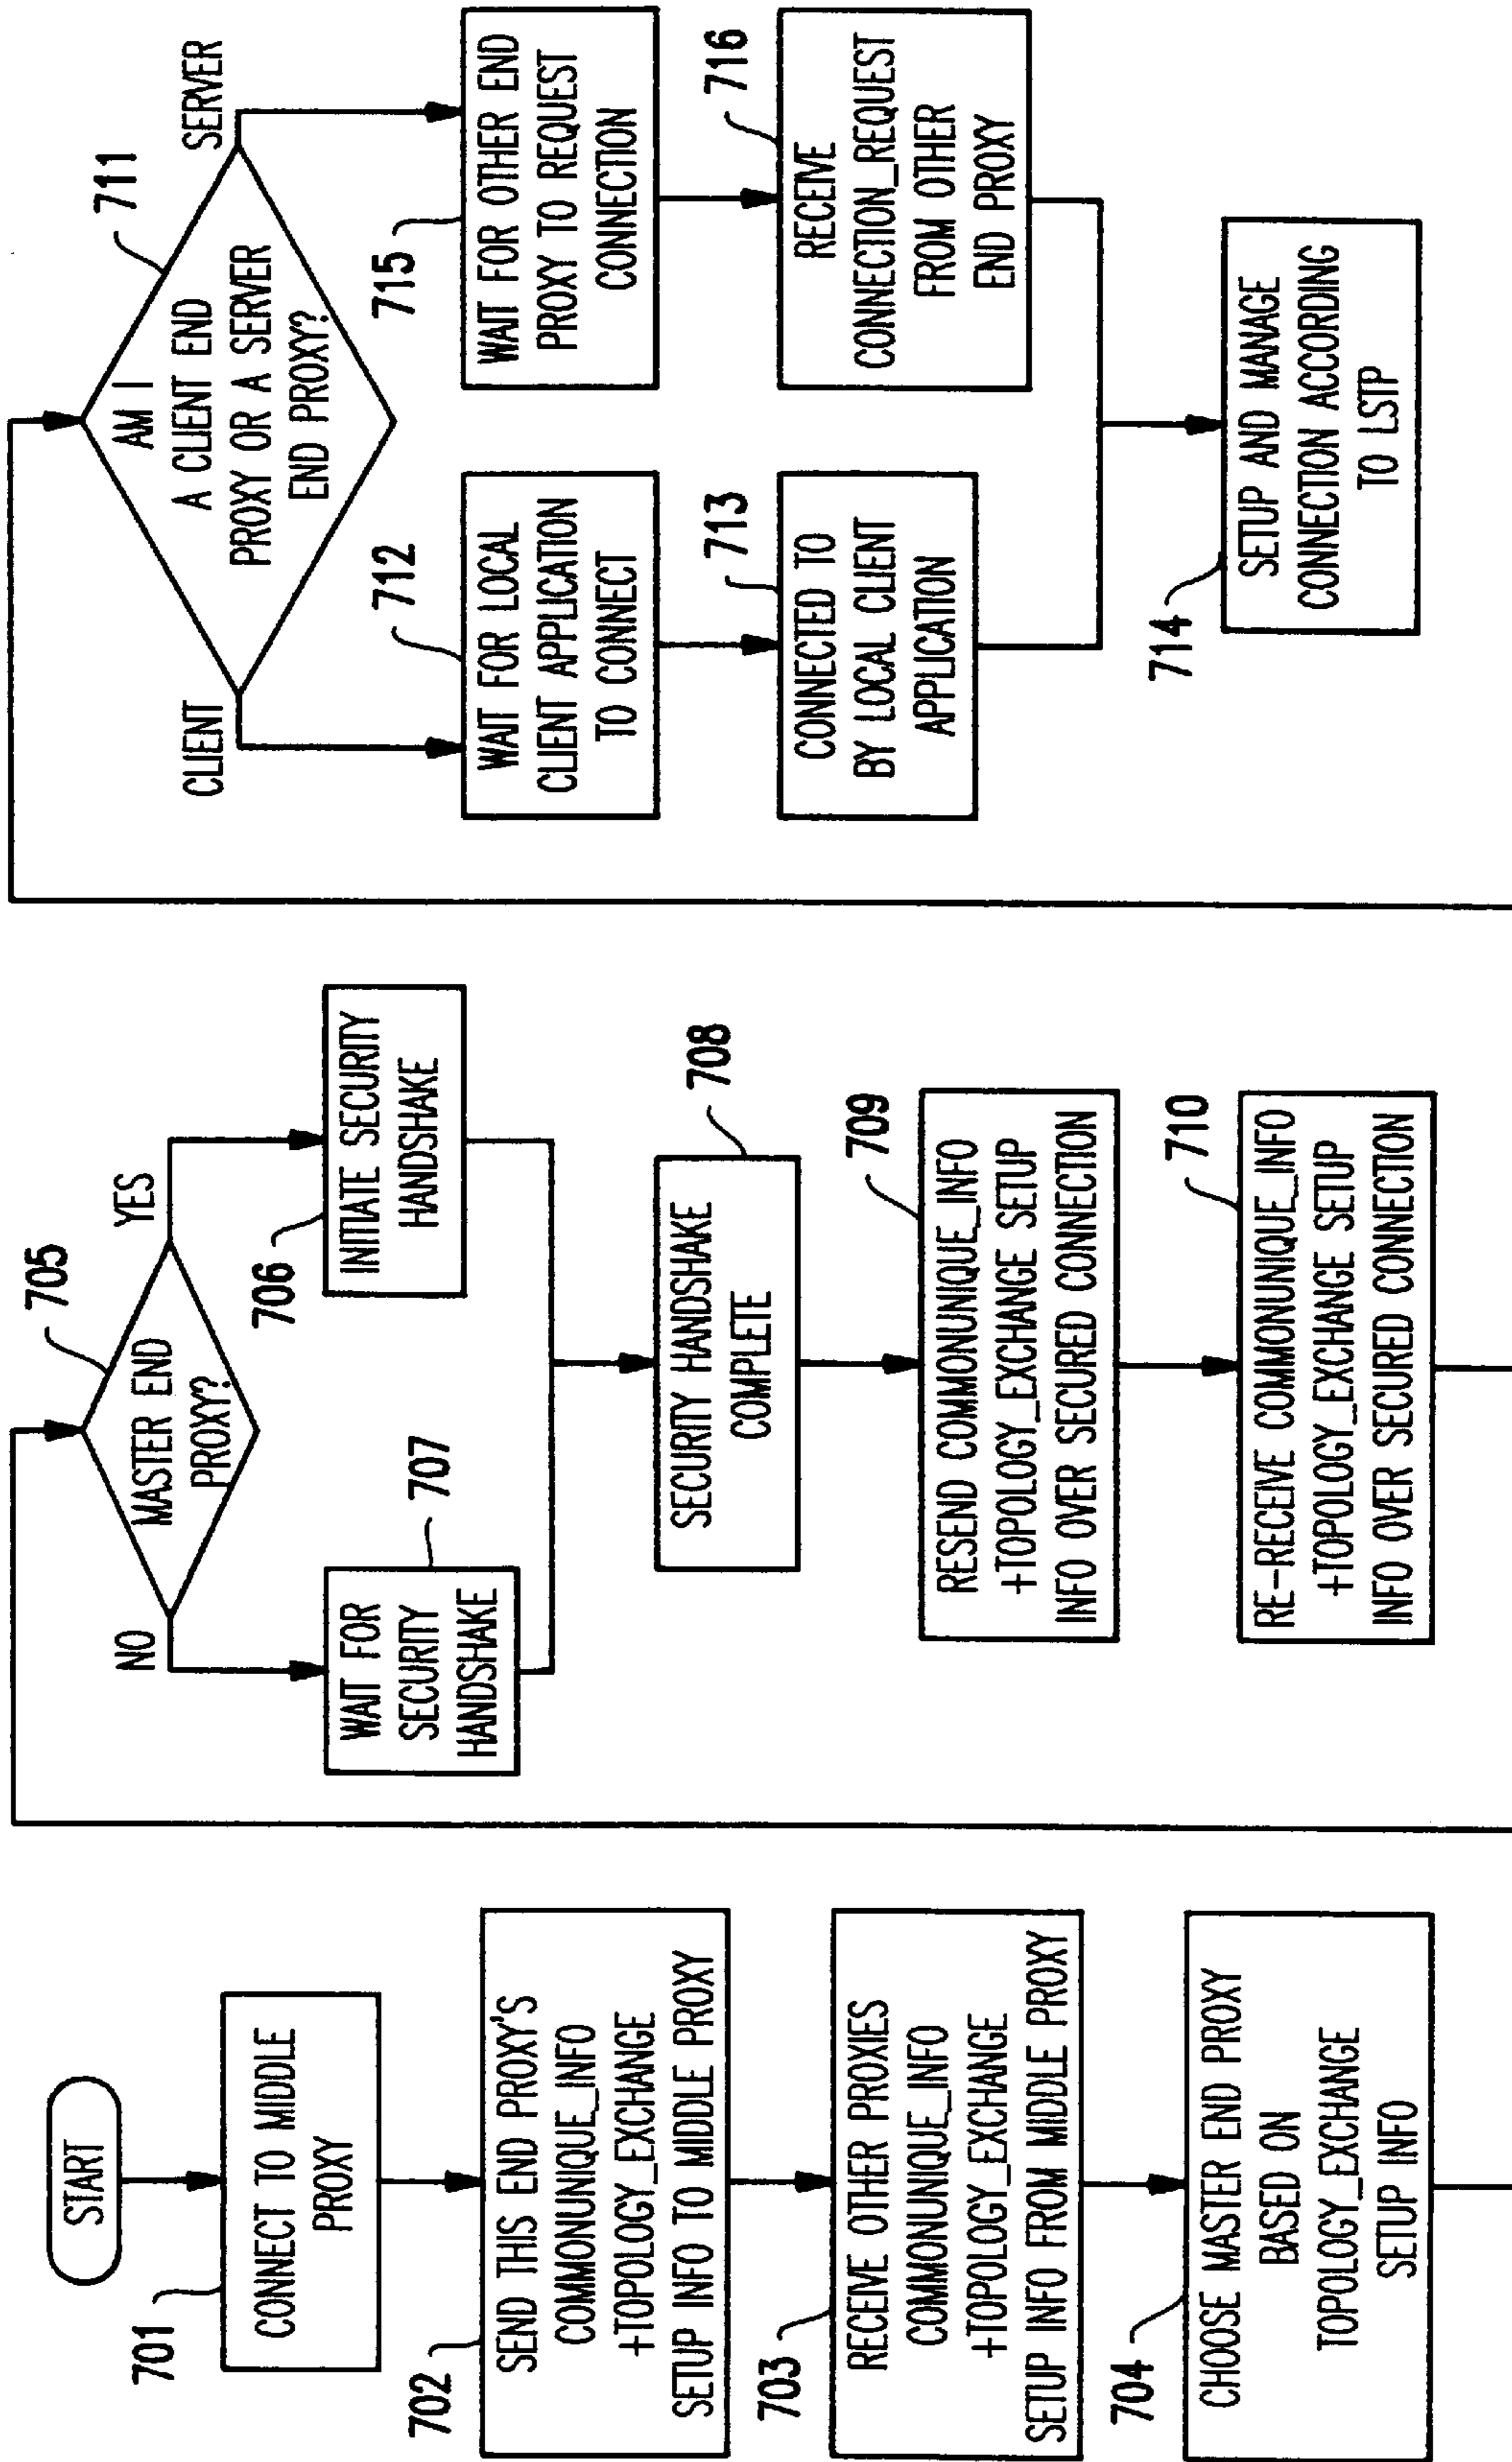 START
701
CONNECT TO MIDDLE
PROXY
702
SEND THIS END PROXY'S
COMMONUNIQUE_INFO
+TOPOLOGY_EXCHANGE
SETUP INFO TO MIDDLE PROXY
703
RECEIVE OTHER PROXIES
COMMONUNIQUE_INFO
+TOPOLOGY_EXCHANGE
SETUP INFO FROM MIDDLE PROXY
704
CHOOSE MASTER END PROXY
BASED ON
TOPOLOGY_EXCHANGE
SETUP INFO
705
MASTER END
PROXY?
NO
YES
706
INITIATE SECURITY
HANDSHAKE
707
WAIT FOR
SECURITY
HANDSHAKE
708
SECURITY HANDSHAKE
COMPLETE
709
RESEND COMMONUNIQUE_INFO
+TOPOLOGY_EXCHANGE SETUP
INFO OVER SECURED CONNECTION
710
RE-RECEIVE COMMONUNIQUE_INFO
+TOPOLOGY_EXCHANGE SETUP
INFO OVER SECURED CONNECTION
711
AM I
A CLIENT END
PROXY OR A SERVER
END PROXY?
CLIENT
SERVER
712
WAIT FOR LOCAL
CLIENT APPLICATION
TO CONNECT
713
CONNECTED TO
BY LOCAL CLIENT
APPLICATION
715
WAIT FOR OTHER END
PROXY TO REQUEST
CONNECTION
716
RECEIVE
CONNECTION_REQUEST
FROM OTHER
END PROXY
714
SETUP AND MANAGE
CONNECTION ACCORDING
TO LSTP